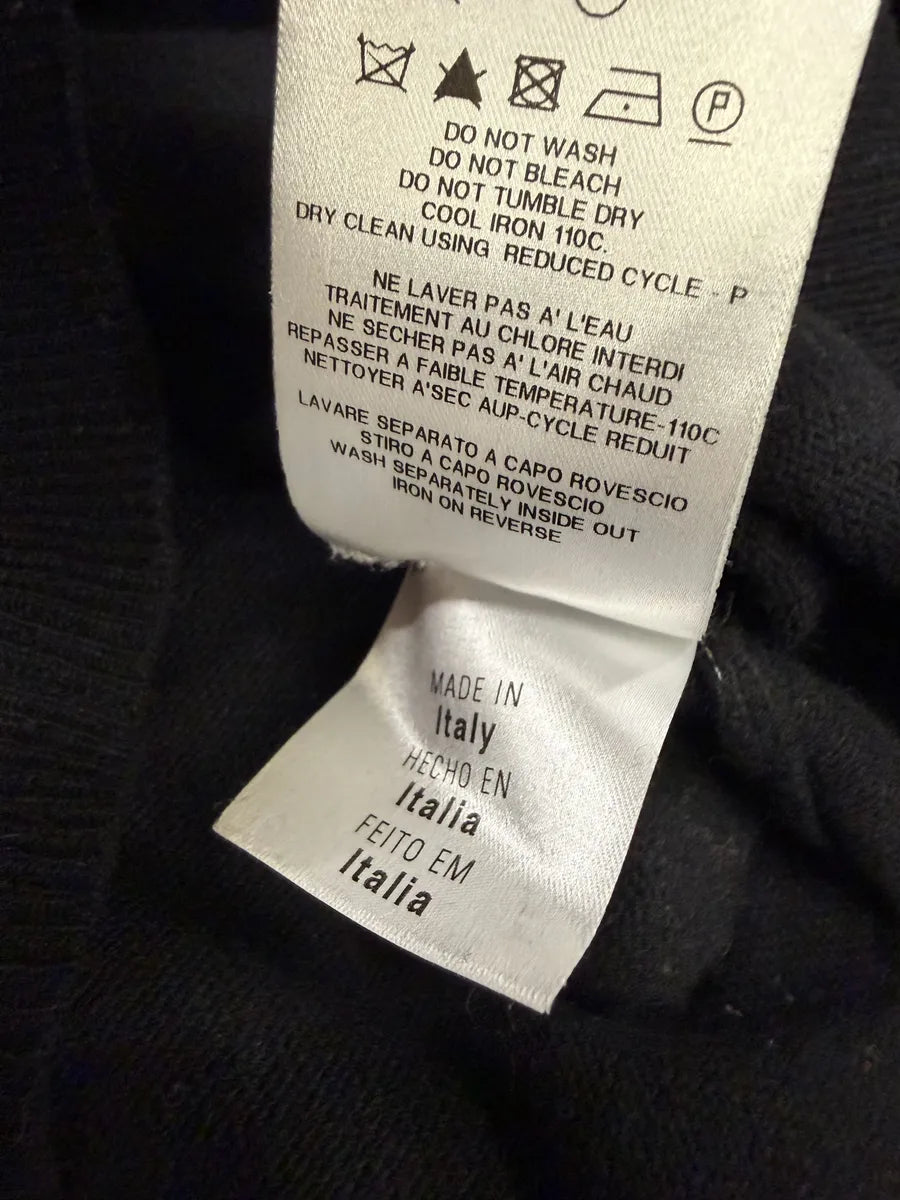 P
DO NOT WASH
DO NOT BLEACH
DO NOT TUMBLE DRY
COOL IRON 110C.
DRY CLEAN USING REDUCED CYCLE - P
NE LAVER PAS A' L'EAU
TRAITEMENT AU CHLORE INTERDI
NE SECHER PAS A' L'AIR CHAUD
REPASSER A FAIBLE TEMPERATURE-110C
NETTOYER A'SEC AUP-CYCLE REDUIT
LAVARE SEPARATO A CAPO ROVESCIO
STIRO A CAPO ROVESCIO
WASH SEPARATELY INSIDE OUT
IRON ON REVERSE
MADE IN
Italy
HECHO EN
Italia
FEITO EM
Italia